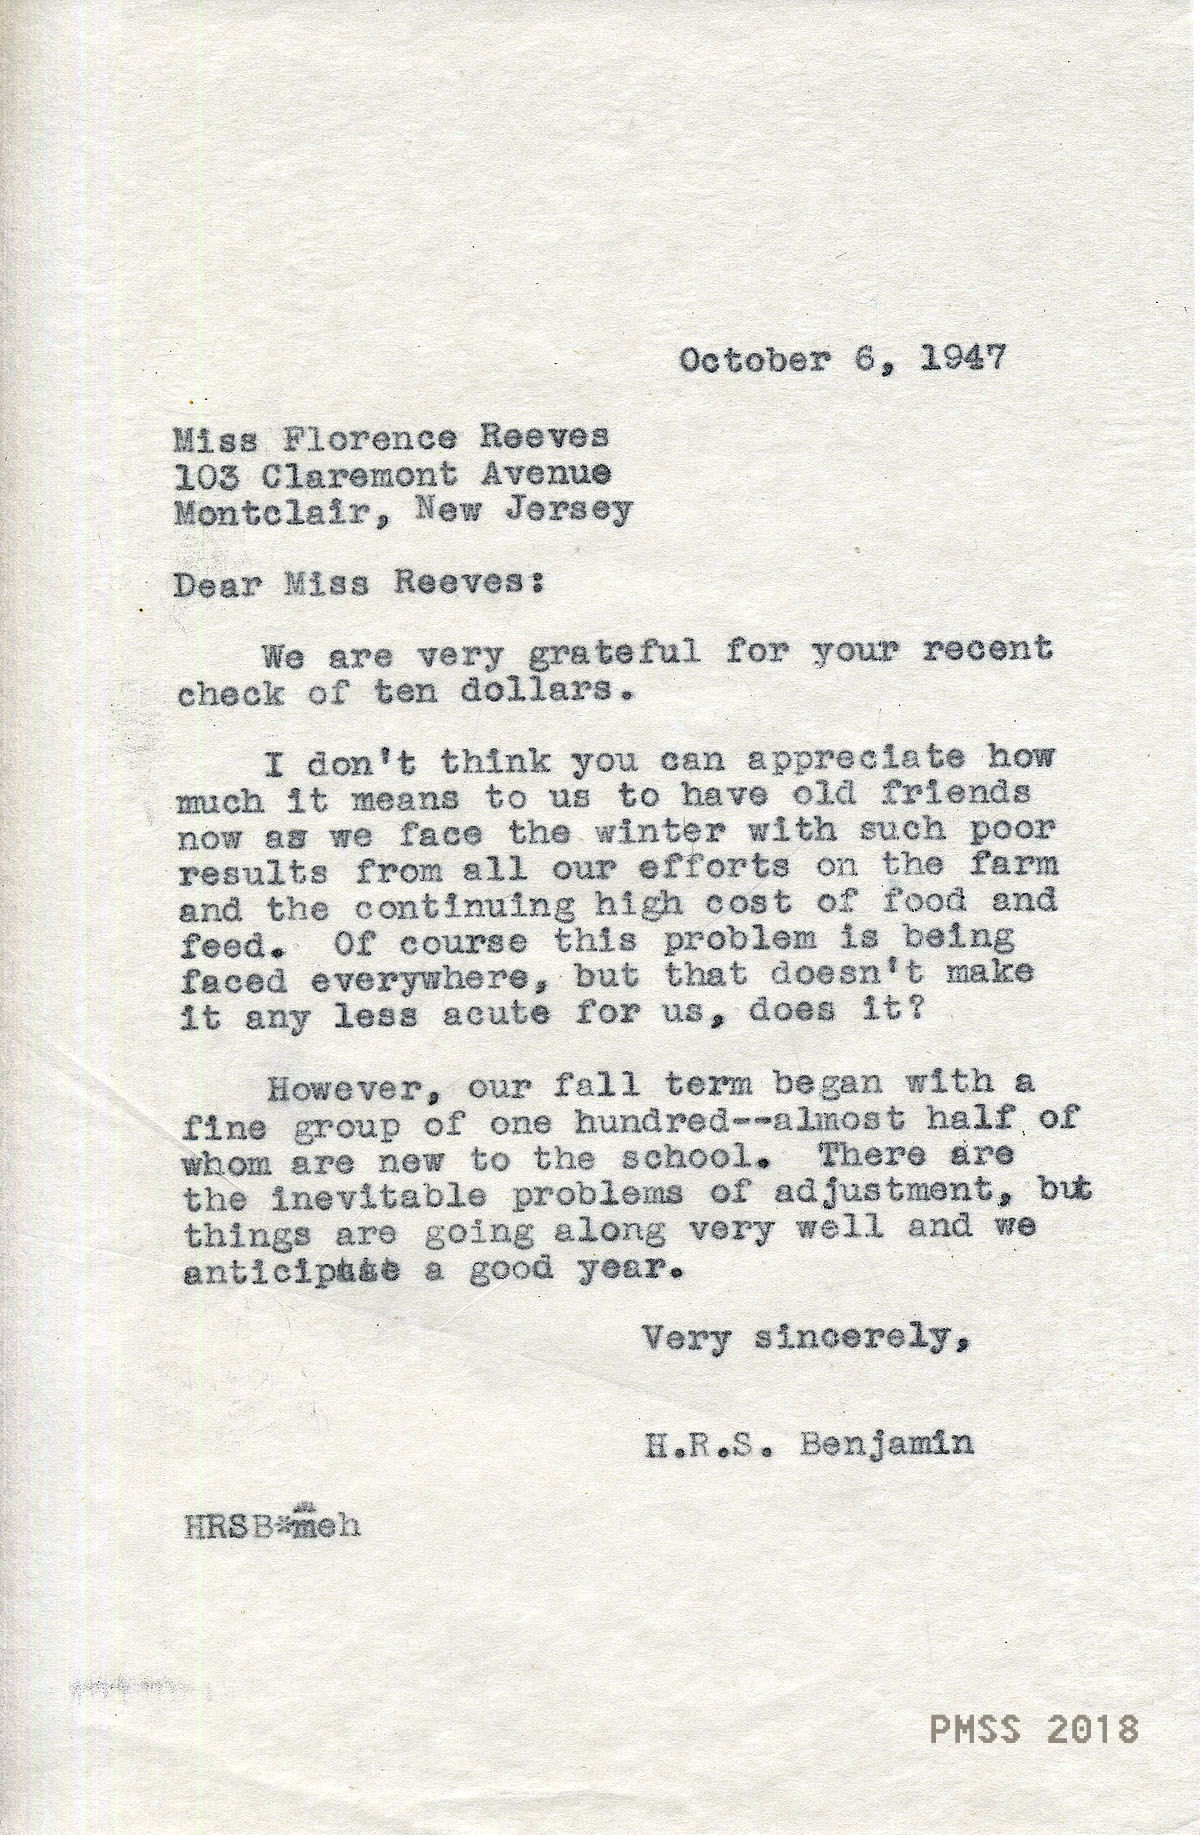 October 6, 1947
Miss Florence Reeves
103 Claremont Avenue
Montclair, New Jersey
Dear Miss Reeves:
We are very grateful for your recent
check of ten dollars.
I don't think you can appreciate how
much it means to us to have old friends
now as we face the winter with such poor
results from all our efforts on the farm
and the continuing high cost of food and
feed. Of course this problem is being
faced everywhere, but that doesn't make
it any less acute for us, does it?
However, our fall term began with a
fine group of one hundred--almost half of
whom are new to the school. There are
the inevitable problems of adjustment, but
things are going along very well and we
anticipate a good year.
Very sincerely,
H.R.S. Benjamin
HRSB*meh
PMSS 2018